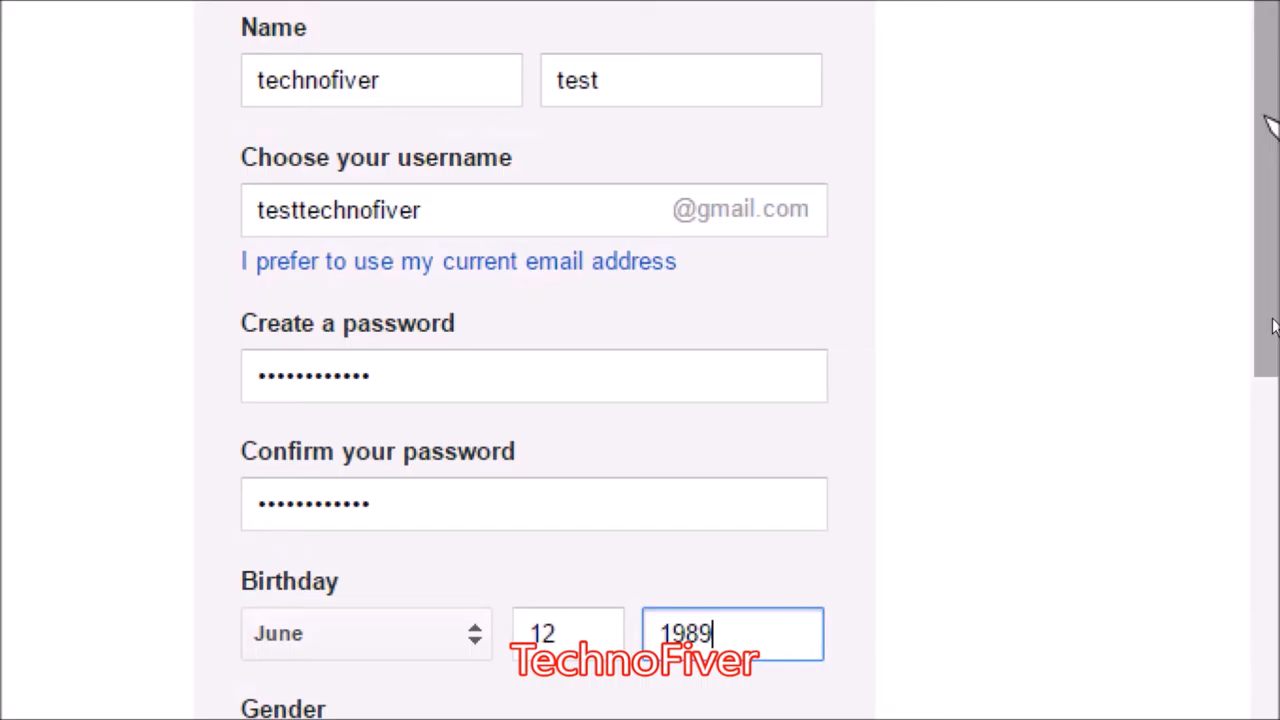 Name
technofiver test
Choose your username
testtechnofiver @gmail.com
I prefer to use my current email address
Create a password
••••••••••••
Confirm your password
••••••••••••
Birthday
June 12 1989
TechnoFiver
Gender